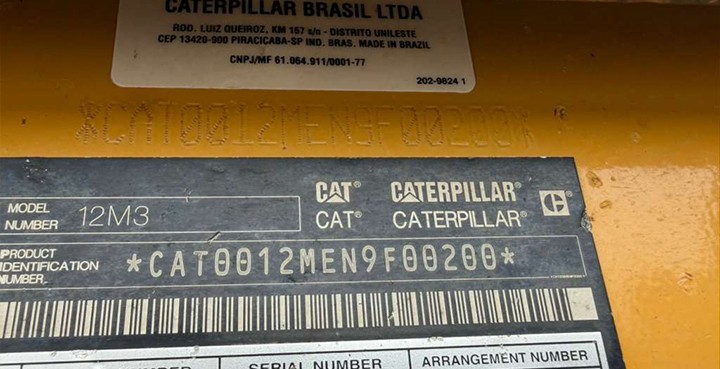 CATERPILLAR BRASIL LTDA
ROD. LUIZ QUEIROZ, KM 157 s/n - DISTRITO UNILESTE
CEP 13420-900 PIRACICABA-SP IND. BRAS. MADE IN BRAZIL
CNPJ/MF 61.064.911/0001-77
202-9824 1
*CAT0012MEN9F00200*
CAT® CATERPILLAR® C
MODEL NUMBER 12M3
CAT® CATERPILLAR®
PRODUCT
IDENTIFICATION
NUMBER
*CAT0012MEN9F00200*
NUMBER SERIAL NUMBER ARRANGEMENT NUMBER